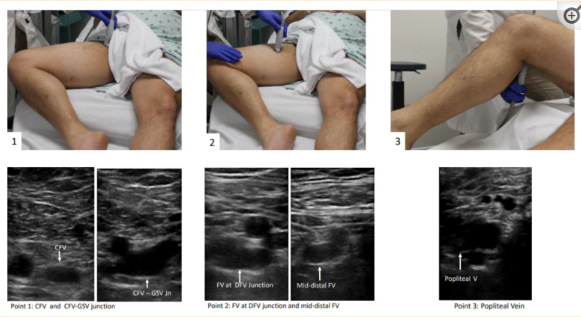 1
2
3
CFV
CFV – GSV Jn
FV at DFV Junction
Mid-distal FV
Popliteal V
Point 1: CFV and CFV-GSV junction
Point 2: FV at DFV junction and mid-distal FV
Point 3: Popliteal Vein